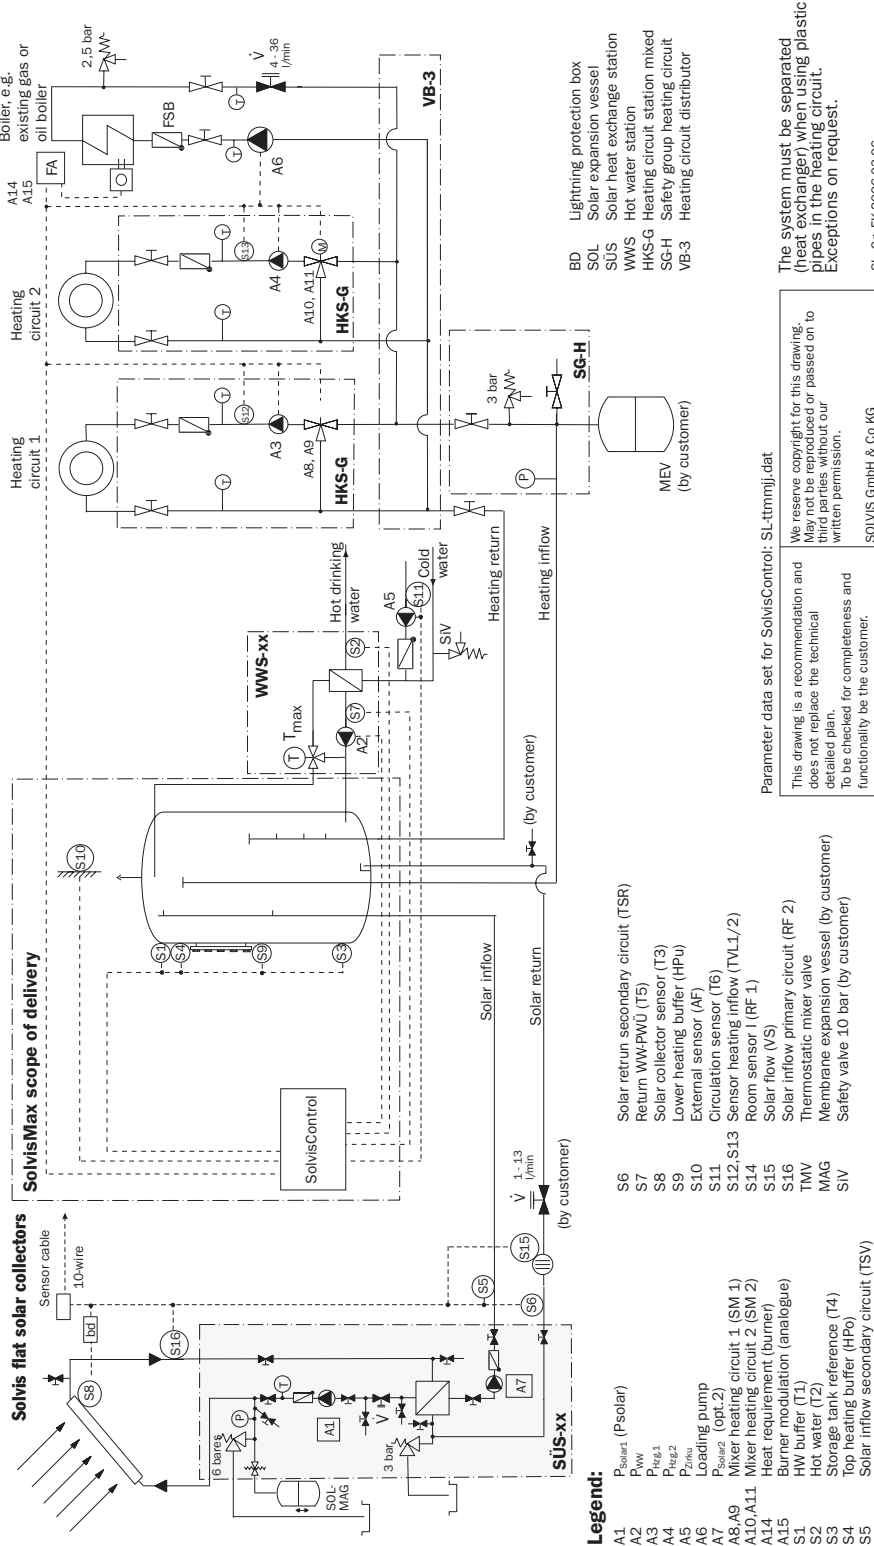 Solvis flat solar collectors
Sensor cable
10-wire
bd
S8
S16
P
T
A1
V̇
A7
6 bares
3 bar
SOL-
MAG
SÜS-xx
S5
S6
S15
V̇ 1 - 13
l/min
(by customer)
SolvisMax scope of delivery
SolvisControl
S10
S1
S4
S9
S3
Solar inflow
Solar return
(by customer)
WWS-xx
T
Tmax
A2
S7
S2
Hot drinking
water
A5
S11
Cold
water
SiV
Heating return
Heating inflow
Heating
circuit 1
T
T
S12
A3
A8, A9
HKS-G
Heating
circuit 2
T
T
S13
A4
M
A10, A11
HKS-G
Boiler, e.g.
existing gas or
oil boiler
A14
A15
FA
FSB
T
A6
2,5 bar
T
V̇
4 - 36
l/min
VB-3
SG-H
3 bar
P
MEV
(by customer)
BD Lightning protection box
SOL Solar expansion vessel
SÜS Solar heat exchange station
WWS Hot water station
HKS-G Heating circuit station mixed
SG-H Safety group heating circuit
VB-3 Heating circuit distributor
Legend:
A1 PSolar1 (Psolar)
A2 PWW
A3 PHzg.1
A4 PHzg.2
A5 PZirku
A6 Loading pump
A7 PSolar2 (opt.2)
A8,A9 Mixer heating circuit 1 (SM 1)
A10,A11 Mixer heating circuit 2 (SM 2)
A14 Heat requirement (burner)
A15 Burner modulation (analogue)
S1 HW buffer (T1)
S2 Hot water (T2)
S3 Storage tank reference (T4)
S4 Top heating buffer (HPo)
S5 Solar inflow secondary circuit (TSV)
S6 Solar retrun secondary circuit (TSR)
S7 Return WW-PWÜ (T5)
S8 Solar collector sensor (T3)
S9 Lower heating buffer (HPu)
S10 External sensor (AF)
S11 Circulation sensor (T6)
S12,S13 Sensor heating inflow (TVL1/2)
S14 Room sensor I (RF 1)
S15 Solar flow (VS)
S16 Solar inflow primary circuit (RF 2)
TMV Thermostatic mixer valve
MAG Membrane expansion vessel (by customer)
SiV Safety valve 10 bar (by customer)
Parameter data set for SolvisControl: SL-ttmmjj.dat
This drawing is a recommendation and
does not replace the technical
detailed plan.
To be checked for completeness and
functionality be the customer.
We reserve copyright for this drawing.
May not be reproduced or passed on to
third parties without our
written permission.
SOLVIS GmbH & Co KG
The system must be separated
(heat exchanger) when using plastic
pipes in the heating circuit.
Exceptions on request.